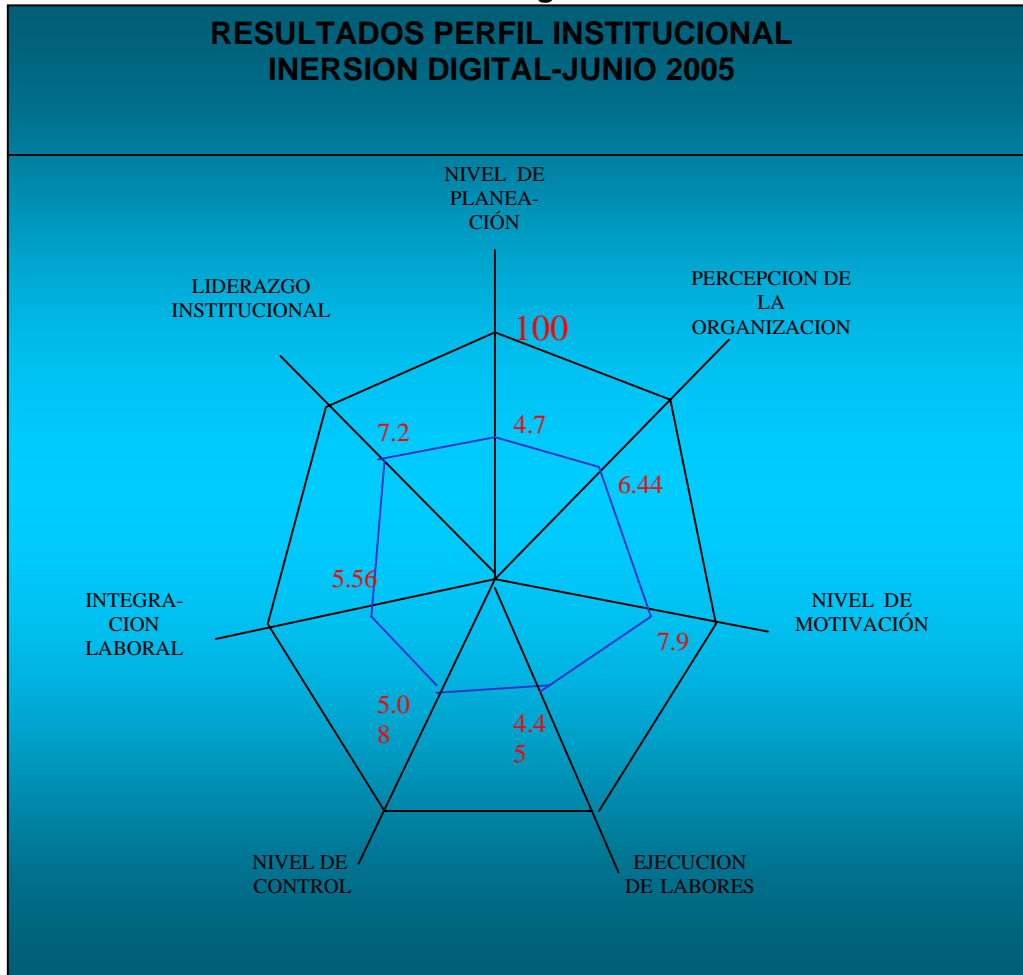 RESULTADOS PERFIL INSTITUCIONAL
INERSION DIGITAL-JUNIO 2005
NIVEL DE
PLANEA-
CIÓN
LIDERAZGO
INSTITUCIONAL
PERCEPCION DE
LA
ORGANIZACION
100
7.2
4.7
6.44
5.56
INTEGRA-
CION
LABORAL
NIVEL DE
MOTIVACIÓN
7.9
5.0
8
4.4
5
NIVEL DE
CONTROL
EJECUCION
DE LABORES